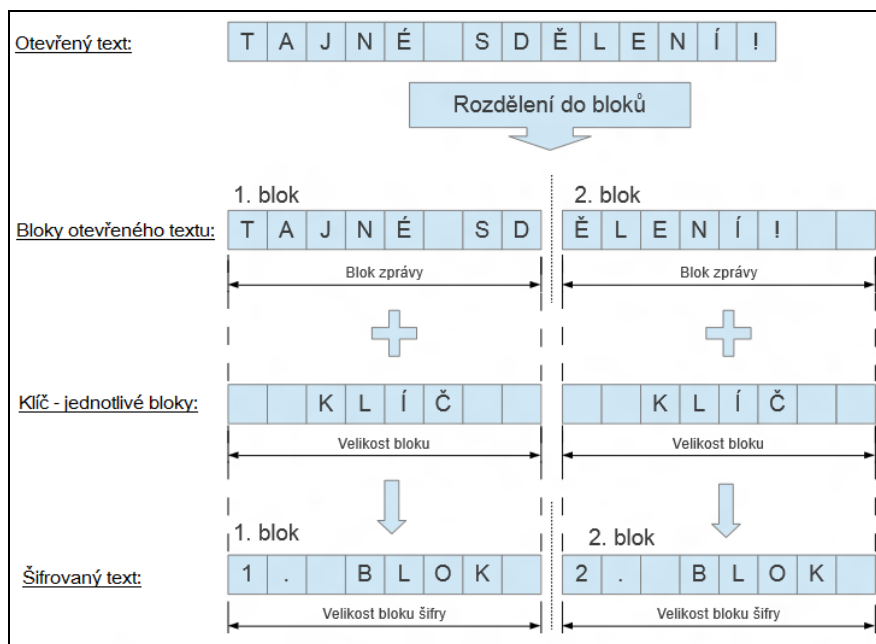 Otevřený text: T A J N É S D Ě L E N Í !
Rozdělení do bloků
1. blok 2. blok
Bloky otevřeného textu: T A J N É S D Ě L E N Í !
Blok zprávy Blok zprávy
Klíč - jednotlivé bloky: K L Í Č K L Í Č
Velikost bloku Velikost bloku
1. blok 2. blok
Šifrovaný text: 1 . B L O K 2 . B L O K
Velikost bloku šifry Velikost bloku šifry